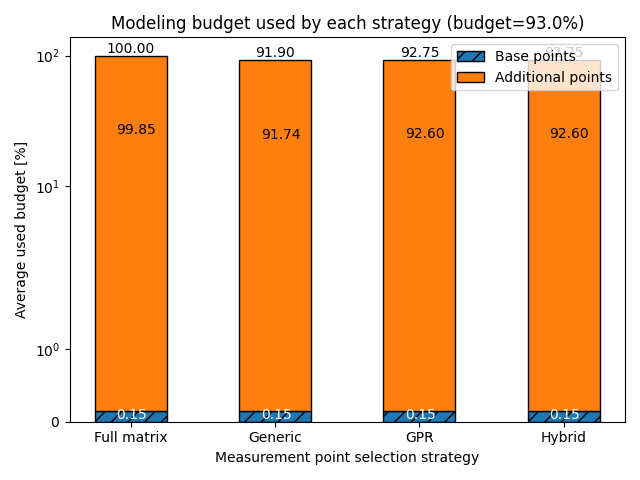 Modeling budget used by each strategy (budget=93.0%)
100.00
91.90
92.75
92.75
Base points
Additional points
99.85
91.74
92.60
92.60
0.15
0.15
0.15
0.15
10²
10¹
10⁰
0
Average used budget [%]
Full matrix
Generic
GPR
Hybrid
Measurement point selection strategy